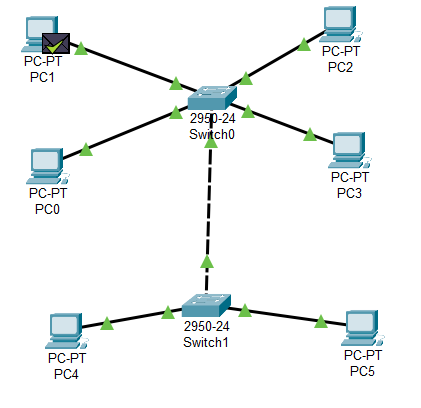 PC-PT
PC1
PC-PT
PC2
2950-24
Switch0
PC-PT
PC0
PC-PT
PC3
2950-24
Switch1
PC-PT
PC4
PC-PT
PC5